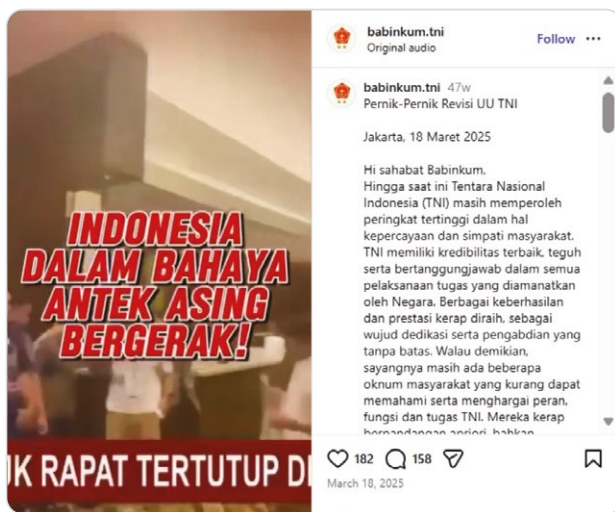 INDONESIA
DALAM BAHAYA
ANTEK ASING
BERGERAK!
UK RAPAT TERTUTUP DI
babinkum.tni
Original audio
Follow
babinkum.tni 47w
Pernik-Pernik Revisi UU TNI
Jakarta, 18 Maret 2025
Hi sahabat Babinkum.
Hingga saat ini Tentara Nasional
Indonesia (TNI) masih memperoleh
peringkat tertinggi dalam hal
kepercayaan dan simpati masyarakat.
TNI memiliki kredibilitas terbaik, teguh
serta bertanggungjawab dalam semua
pelaksanaan tugas yang diamanatkan
oleh Negara. Berbagai keberhasilan
dan prestasi kerap diraih, sebagai
wujud dedikasi serta pengabdian yang
tanpa batas. Walau demikian,
sayangnya masih ada beberapa
oknum masyarakat yang kurang dapat
memahami serta menghargai peran,
fungsi dan tugas TNI. Mereka kerap
berpandangan apriori, bahkan
182 158
March 18, 2025